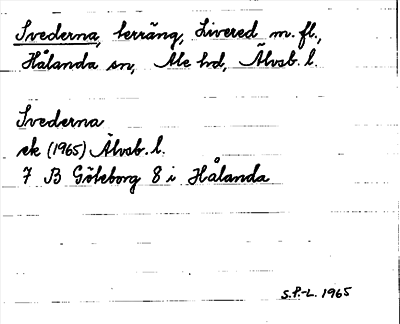 Svederna, terräng, Livered m. fl.,
Hålanda sn, Ale hd, Älvsb. l.
Svederna
ek (1965) Älvsb. l.
7 B Göteborg 8 i Hålanda
S.P.-L. 1965